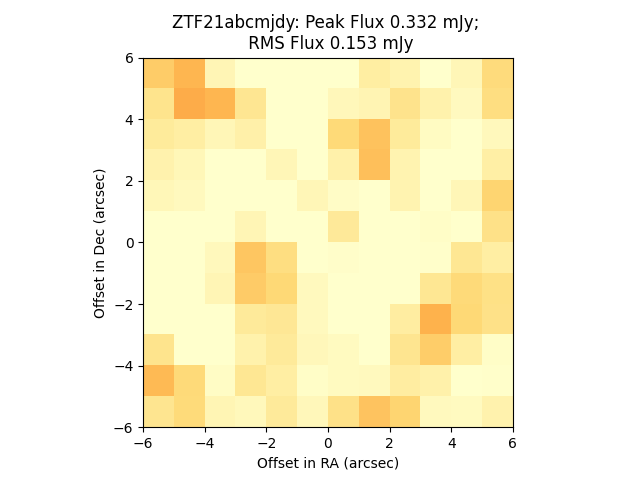 ZTF21abcmjdy: Peak Flux 0.332 mJy;
RMS Flux 0.153 mJy
6
4
2
0
−2
−4
−6
Offset in Dec (arcsec)
−6 −4 −2 0 2 4 6
Offset in RA (arcsec)